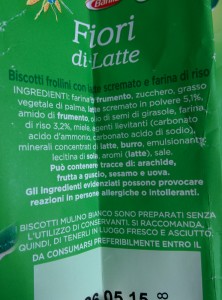 Barilla
Fiori
di Latte
Biscotti frollini con latte scremato e farina di riso
INGREDIENTI: farina di frumento, zucchero, grasso
vegetale di palma, latte scremato in polvere 5,1%,
amido di frumento, olio di semi di girasole, farina
di riso 3,2%, miele, agenti lievitanti (carbonato
acido d'ammonio, carbonato acido di sodio),
minerali concentrati di latte, burro, emulsionante:
lecitina di soia, aromi (latte), sale.
Può contenere tracce di: arachide,
frutta a guscio, sesamo e uova.
Gli ingredienti evidenziati possono provocare
reazioni in persone allergiche o intolleranti.
BISCOTTI MULINO BIANCO SONO PREPARATI SENZA
L'UTILIZZO DI CONSERVANTI. SI RACCOMANDA,
QUINDI, DI TENERLI IN LUOGO FRESCO E ASCIUTTO.
DA CONSUMARSI PREFERIBILMENTE ENTRO IL
06.05.15